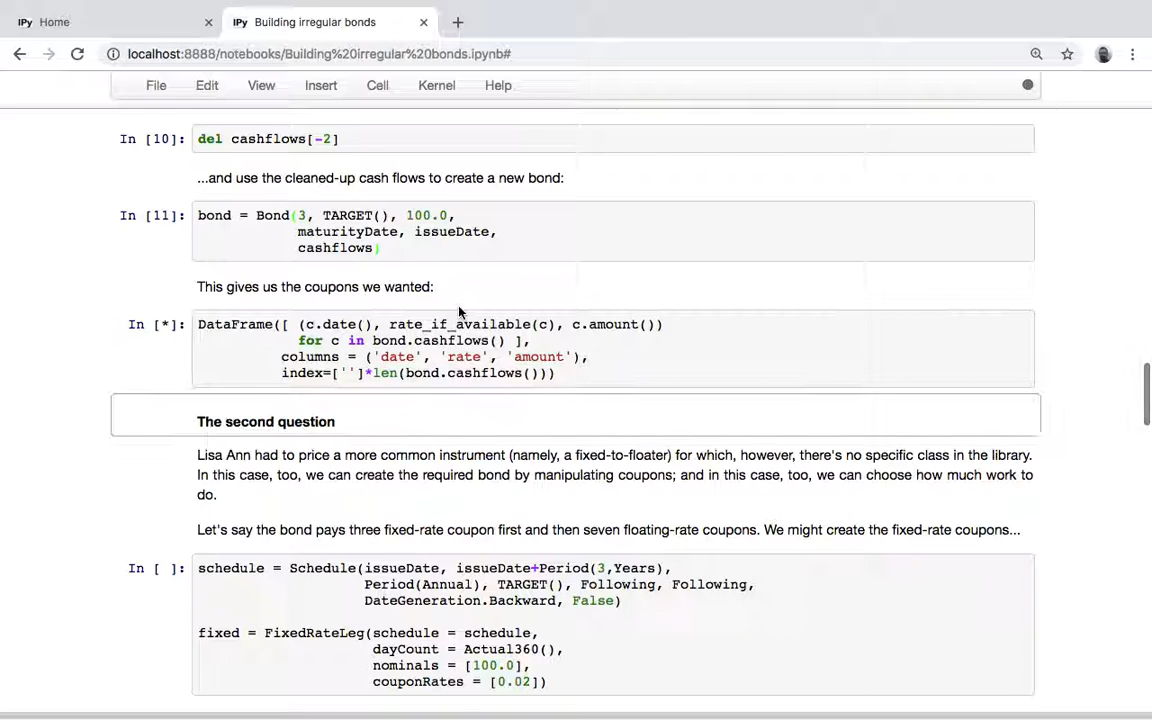 IPy Home × IPy Building irregular bonds × +
localhost:8888/notebooks/Building%20irregular%20bonds.ipynb#
File Edit View Insert Cell Kernel Help
In [10]: del cashflows[-2]
...and use the cleaned-up cash flows to create a new bond:
In [11]: bond = Bond(3, TARGET(), 100.0,
maturityDate, issueDate,
cashflows)
This gives us the coupons we wanted:
In [*]: DataFrame([ (c.date(), rate_if_available(c), c.amount())
for c in bond.cashflows() ],
columns = ('date', 'rate', 'amount'),
index=['']*len(bond.cashflows()))
The second question
Lisa Ann had to price a more common instrument (namely, a fixed-to-floater) for which, however, there's no specific class in the library.
In this case, too, we can create the required bond by manipulating coupons; and in this case, too, we can choose how much work to
do.
Let's say the bond pays three fixed-rate coupon first and then seven floating-rate coupons. We might create the fixed-rate coupons...
In [ ]: schedule = Schedule(issueDate, issueDate+Period(3,Years),
Period(Annual), TARGET(), Following, Following,
DateGeneration.Backward, False)
fixed = FixedRateLeg(schedule = schedule,
dayCount = Actual360(),
nominals = [100.0],
couponRates = [0.02])